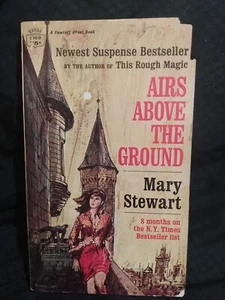 A Fawcett Crest Book
Newest Suspense Bestseller
BY THE AUTHOR OF This Rough Magic
AIRS
ABOVE
THE
GROUND
Mary
Stewart
8 months on
the N.Y. Times
Bestseller list